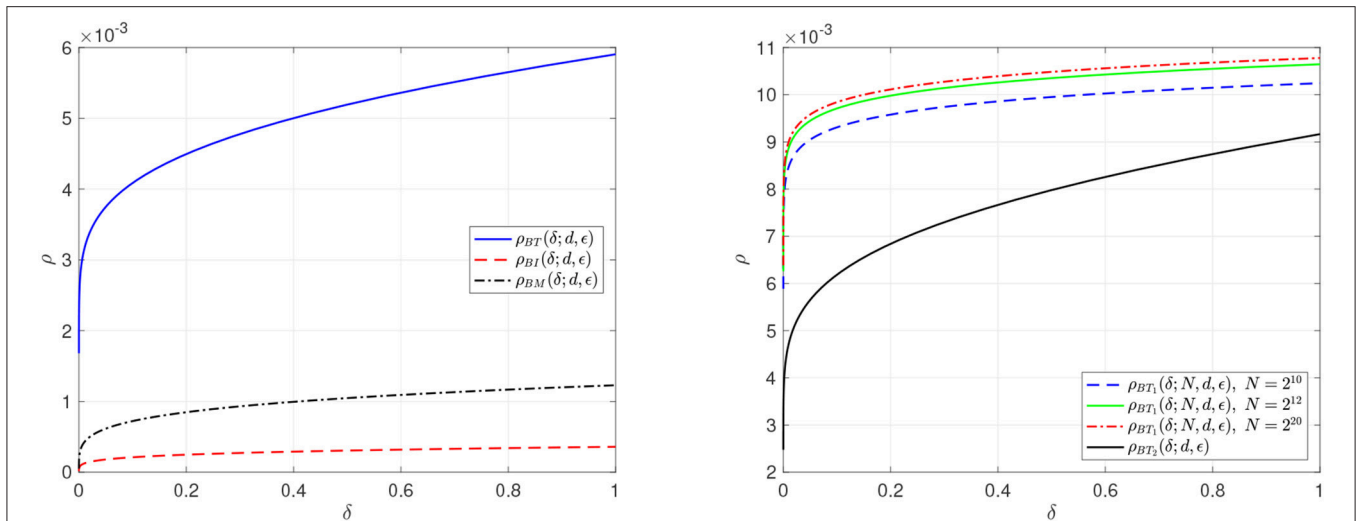 ×10⁻³
6
5
4
3
2
1
0
ρ
0
0.2
0.4
0.6
0.8
1
δ
ρ_BT(δ; d, ϵ)
ρ_BI(δ; d, ϵ)
ρ_BM(δ; d, ϵ)
×10⁻³
11
10
9
8
7
6
5
4
3
2
ρ
0
0.2
0.4
0.6
0.8
1
δ
ρ_BT₁(δ; N, d, ϵ), N = 2¹⁰
ρ_BT₁(δ; N, d, ϵ), N = 2¹²
ρ_BT₁(δ; N, d, ϵ), N = 2²⁰
ρ_BT₂(δ; d, ϵ)